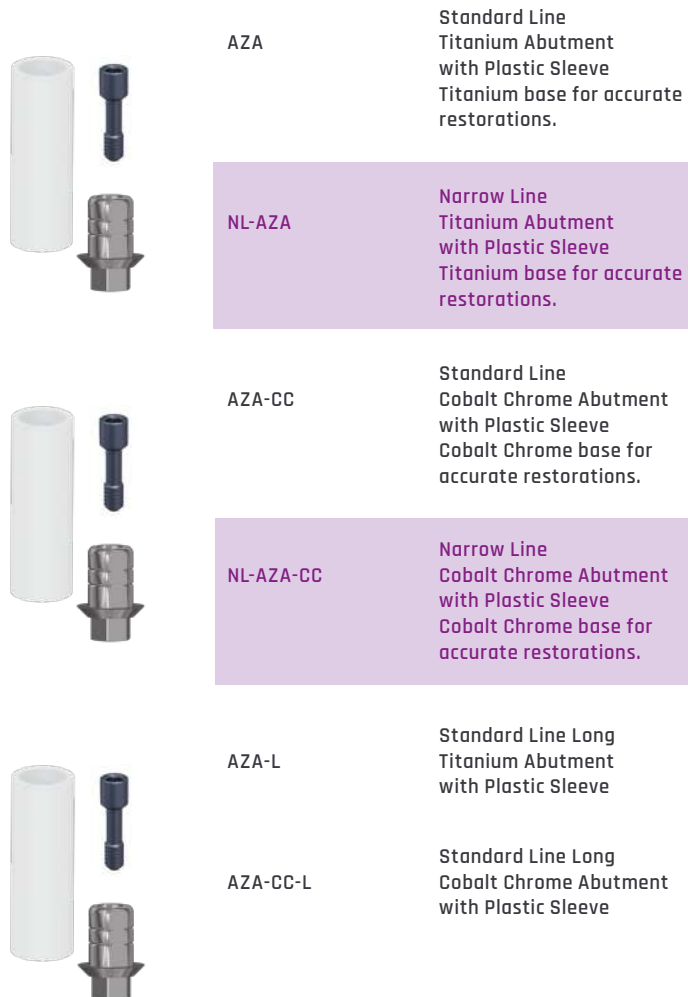 AZA
Standard Line
Titanium Abutment
with Plastic Sleeve
Titanium base for accurate
restorations.
NL-AZA
Narrow Line
Titanium Abutment
with Plastic Sleeve
Titanium base for accurate
restorations.
AZA-CC
Standard Line
Cobalt Chrome Abutment
with Plastic Sleeve
Cobalt Chrome base for
accurate restorations.
NL-AZA-CC
Narrow Line
Cobalt Chrome Abutment
with Plastic Sleeve
Cobalt Chrome base for
accurate restorations.
AZA-L
Standard Line Long
Titanium Abutment
with Plastic Sleeve
AZA-CC-L
Standard Line Long
Cobalt Chrome Abutment
with Plastic Sleeve